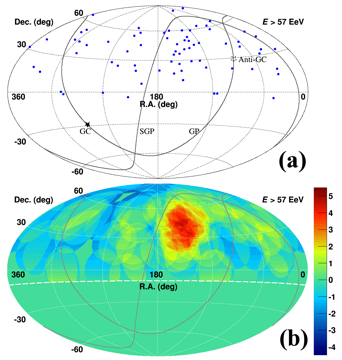 Dec. (deg)
60
E > 57 EeV
30
Anti-GC
360
R.A. (deg)
180
0
-30
GC
SGP
GP
-60
(a)
Dec. (deg)
60
E > 57 EeV
30
360
180
0
R.A. (deg)
-30
-60
(b)
5
4
3
2
1
0
-1
-2
-3
-4